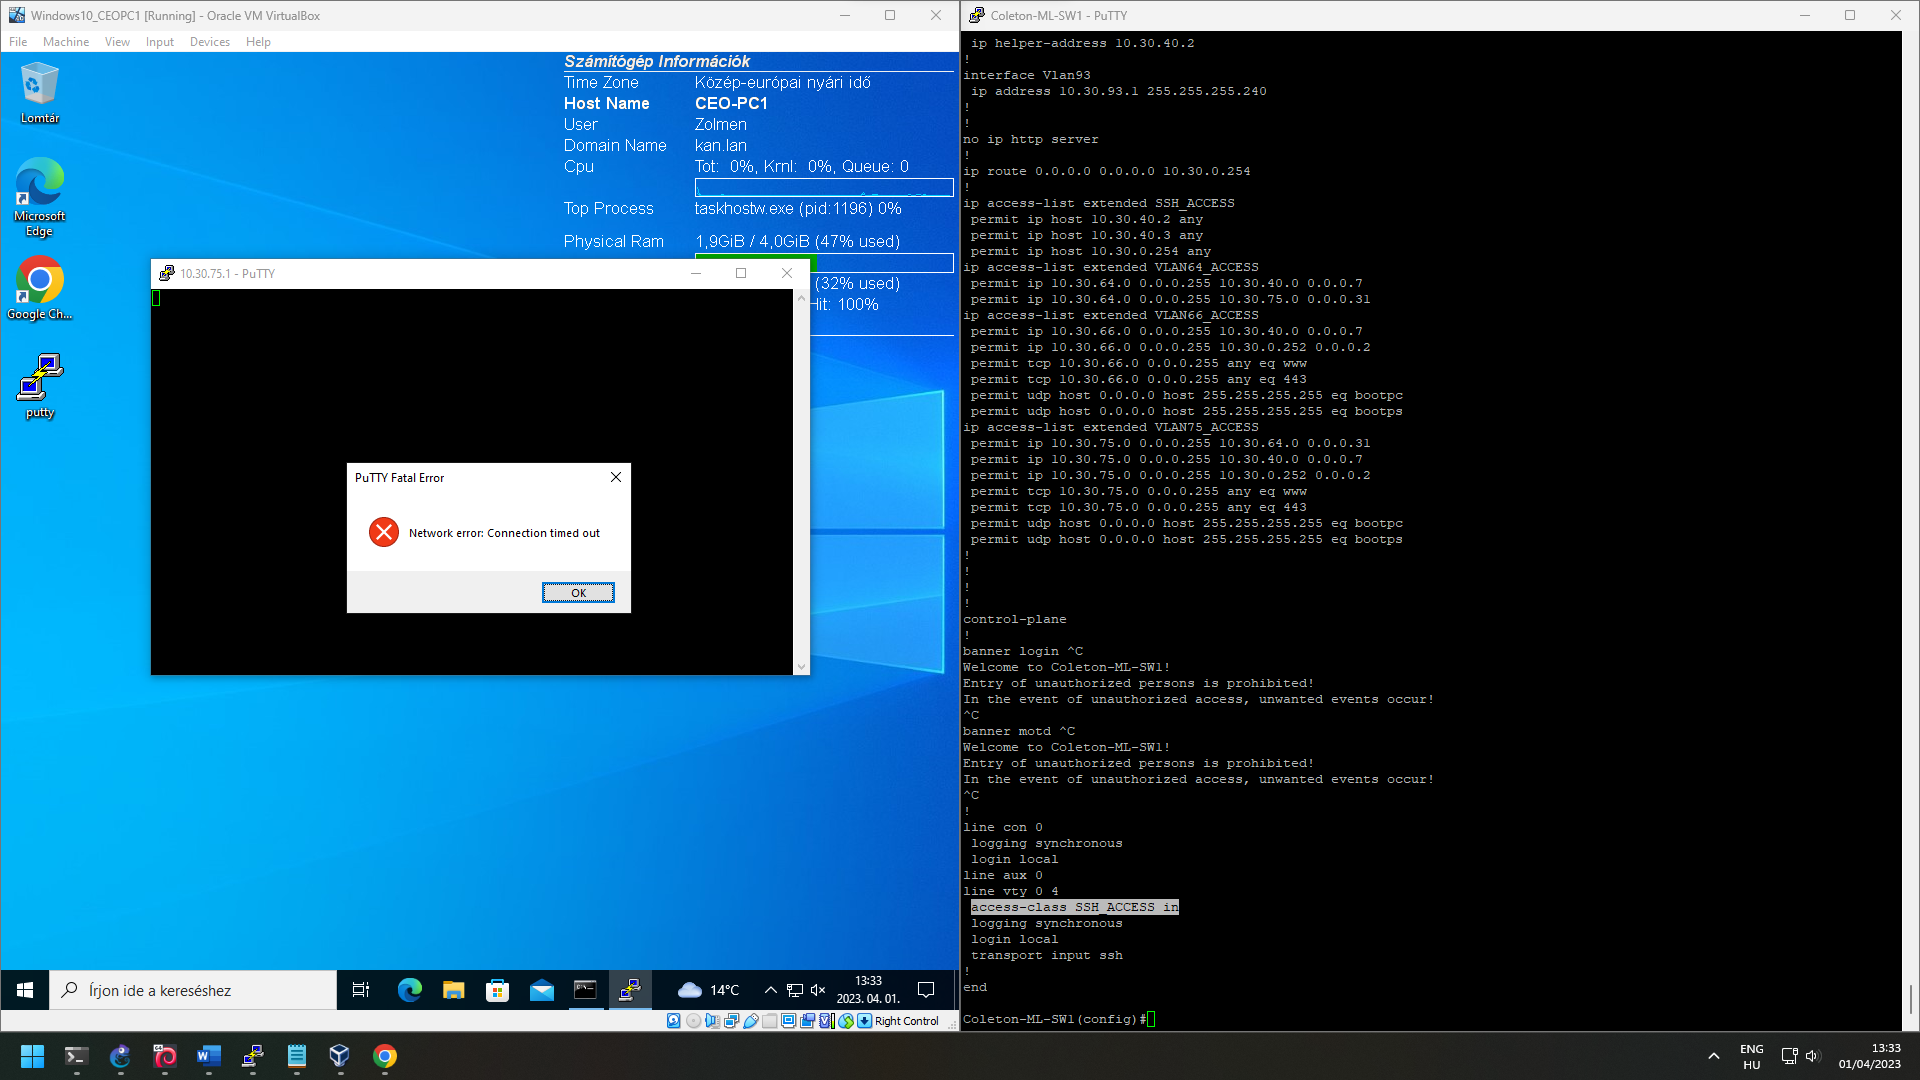 Windows10_CEOPC1 [Running] - Oracle VM VirtualBox
File Machine View Input Devices Help
Lomtár
Microsoft
Edge
Google Ch...
putty
Számítógép Információk
Time Zone Közép-európai nyári idő
Host Name CEO-PC1
User Zolmen
Domain Name kan.lan
Cpu Tot: 0%, Krnl: 0%, Queue: 0
Top Process taskhostw.exe (pid:1196) 0%
Physical Ram 1,9GiB / 4,0GiB (47% used)
(32% used)
Hit: 100%
10.30.75.1 - PuTTY
PuTTY Fatal Error
Network error: Connection timed out
OK
Írjon ide a kereséshez
14°C
13:33
2023. 04. 01.
Right Control
Coleton-ML-SW1 - PuTTY
ip helper-address 10.30.40.2
!
interface Vlan93
ip address 10.30.93.1 255.255.255.240
!
!
no ip http server
!
ip route 0.0.0.0 0.0.0.0 10.30.0.254
!
ip access-list extended SSH_ACCESS
permit ip host 10.30.40.2 any
permit ip host 10.30.40.3 any
permit ip host 10.30.0.254 any
ip access-list extended VLAN64_ACCESS
permit ip 10.30.64.0 0.0.0.255 10.30.40.0 0.0.0.7
permit ip 10.30.64.0 0.0.0.255 10.30.75.0 0.0.0.31
ip access-list extended VLAN66_ACCESS
permit ip 10.30.66.0 0.0.0.255 10.30.40.0 0.0.0.7
permit ip 10.30.66.0 0.0.0.255 10.30.0.252 0.0.0.2
permit tcp 10.30.66.0 0.0.0.255 any eq www
permit tcp 10.30.66.0 0.0.0.255 any eq 443
permit udp host 0.0.0.0 host 255.255.255.255 eq bootpc
permit udp host 0.0.0.0 host 255.255.255.255 eq bootps
ip access-list extended VLAN75_ACCESS
permit ip 10.30.75.0 0.0.0.255 10.30.64.0 0.0.0.31
permit ip 10.30.75.0 0.0.0.255 10.30.40.0 0.0.0.7
permit ip 10.30.75.0 0.0.0.255 10.30.0.252 0.0.0.2
permit tcp 10.30.75.0 0.0.0.255 any eq www
permit tcp 10.30.75.0 0.0.0.255 any eq 443
permit udp host 0.0.0.0 host 255.255.255.255 eq bootpc
permit udp host 0.0.0.0 host 255.255.255.255 eq bootps
!
!
!
!
control-plane
!
banner login ^C
Welcome to Coleton-ML-SW1!
Entry of unauthorized persons is prohibited!
In the event of unauthorized access, unwanted events occur!
^C
banner motd ^C
Welcome to Coleton-ML-SW1!
Entry of unauthorized persons is prohibited!
In the event of unauthorized access, unwanted events occur!
^C
!
line con 0
logging synchronous
login local
line aux 0
line vty 0 4
access-class SSH_ACCESS in
logging synchronous
login local
transport input ssh
!
end
Coleton-ML-SW1(config)#
ENG
HU
13:33
01/04/2023